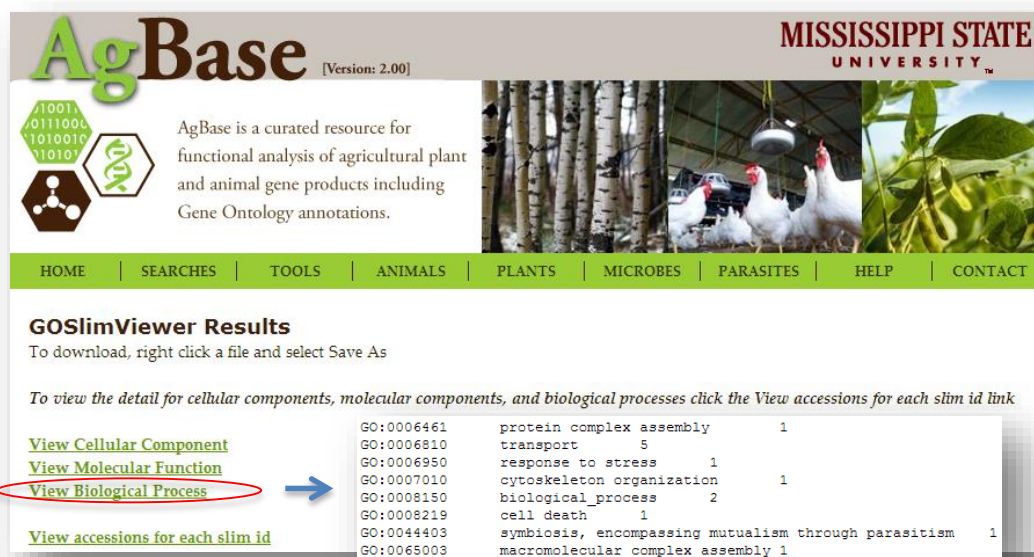 AgBase [Version: 2.00]
MISSISSIPPI STATE
UNIVERSITY™
AgBase is a curated resource for
functional analysis of agricultural plant
and animal gene products including
Gene Ontology annotations.
HOME | SEARCHES | TOOLS | ANIMALS | PLANTS | MICROBES | PARASITES | HELP | CONTACT
GOSlimViewer Results
To download, right click a file and select Save As
To view the detail for cellular components, molecular components, and biological processes click the View accessions for each slim id link
View Cellular Component
View Molecular Function
View Biological Process
View accessions for each slim id
GO:0006461 protein complex assembly 1
GO:0006810 transport 5
GO:0006950 response to stress 1
GO:0007010 cytoskeleton organization 1
GO:0008150 biological_process 2
GO:0008219 cell death 1
GO:0044403 symbiosis, encompassing mutualism through parasitism 1
GO:0065003 macromolecular complex assembly 1